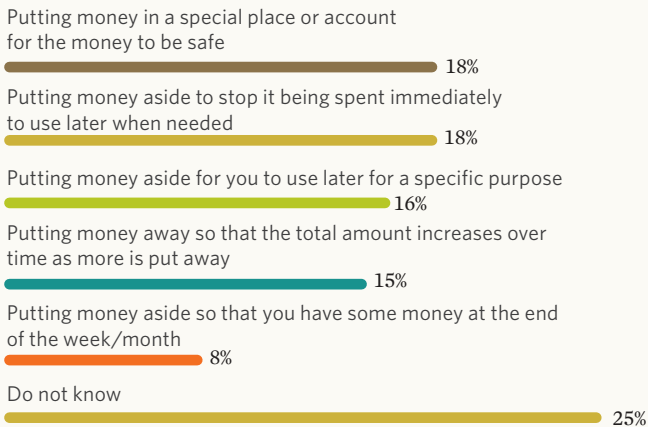 Putting money in a special place or account
for the money to be safe
18%
Putting money aside to stop it being spent immediately
to use later when needed
18%
Putting money aside for you to use later for a specific purpose
16%
Putting money away so that the total amount increases over
time as more is put away
15%
Putting money aside so that you have some money at the end
of the week/month
8%
Do not know
25%